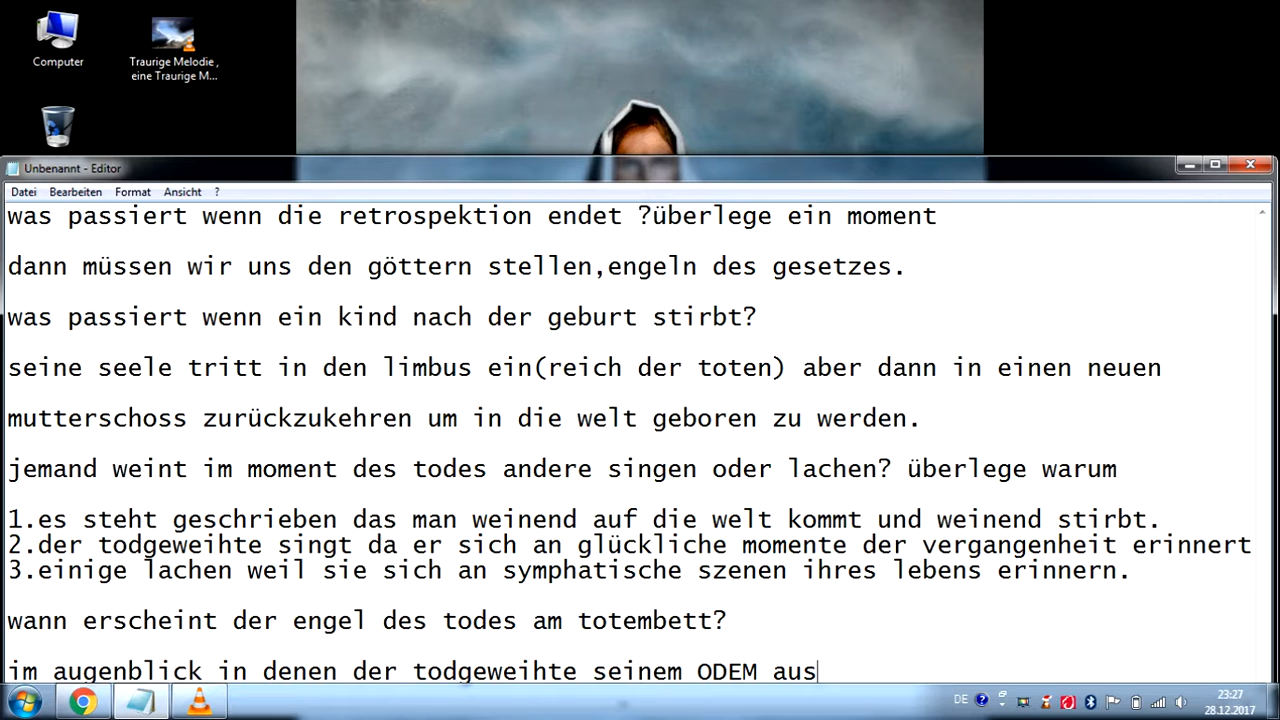 Computer
Traurige Melodie ,
eine Traurige M...
Unbenannt - Editor
Datei Bearbeiten Format Ansicht ?
was passiert wenn die retrospektion endet ?überlege ein moment
dann müssen wir uns den göttern stellen,engeln des gesetzes.
was passiert wenn ein kind nach der geburt stirbt?
seine seele tritt in den limbus ein(reich der toten) aber dann in einen neuen
mutterschoss zurückzukehren um in die welt geboren zu werden.
jemand weint im moment des todes andere singen oder lachen? überlege warum
1.es steht geschrieben das man weinend auf die welt kommt und weinend stirbt.
2.der todgeweihte singt da er sich an glückliche momente der vergangenheit erinnert
3.einige lachen weil sie sich an symphatische szenen ihres lebens erinnern.
wann erscheint der engel des todes am totembett?
im augenblick in denen der todgeweihte seinem ODEM aus
DE
23:27
28.12.2017